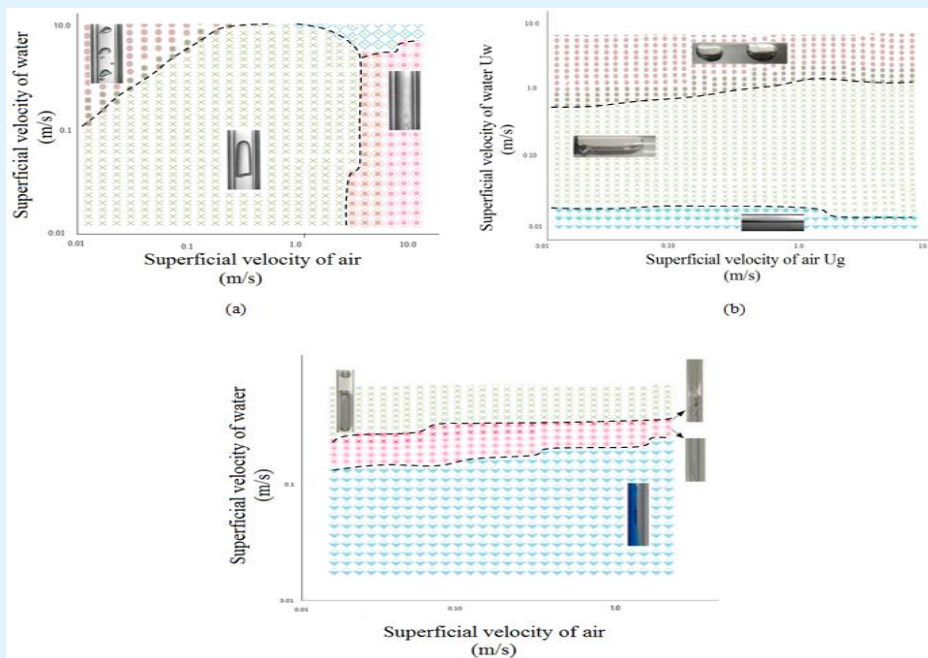 10.0
0.1
0.01
0.01
0.1
1.0
10.0
Superficial velocity of water
(m/s)
Superficial velocity of air
(m/s)
(a)
10.0
1.0
0.10
0.01
0.01
0.10
1.0
10.0
Superficial velocity of water Uw
(m/s)
Superficial velocity of air Ug
(m/s)
(b)
0.1
0.01
0.01
0.10
1.0
Superficial velocity of water
(m/s)
Superficial velocity of air
(m/s)